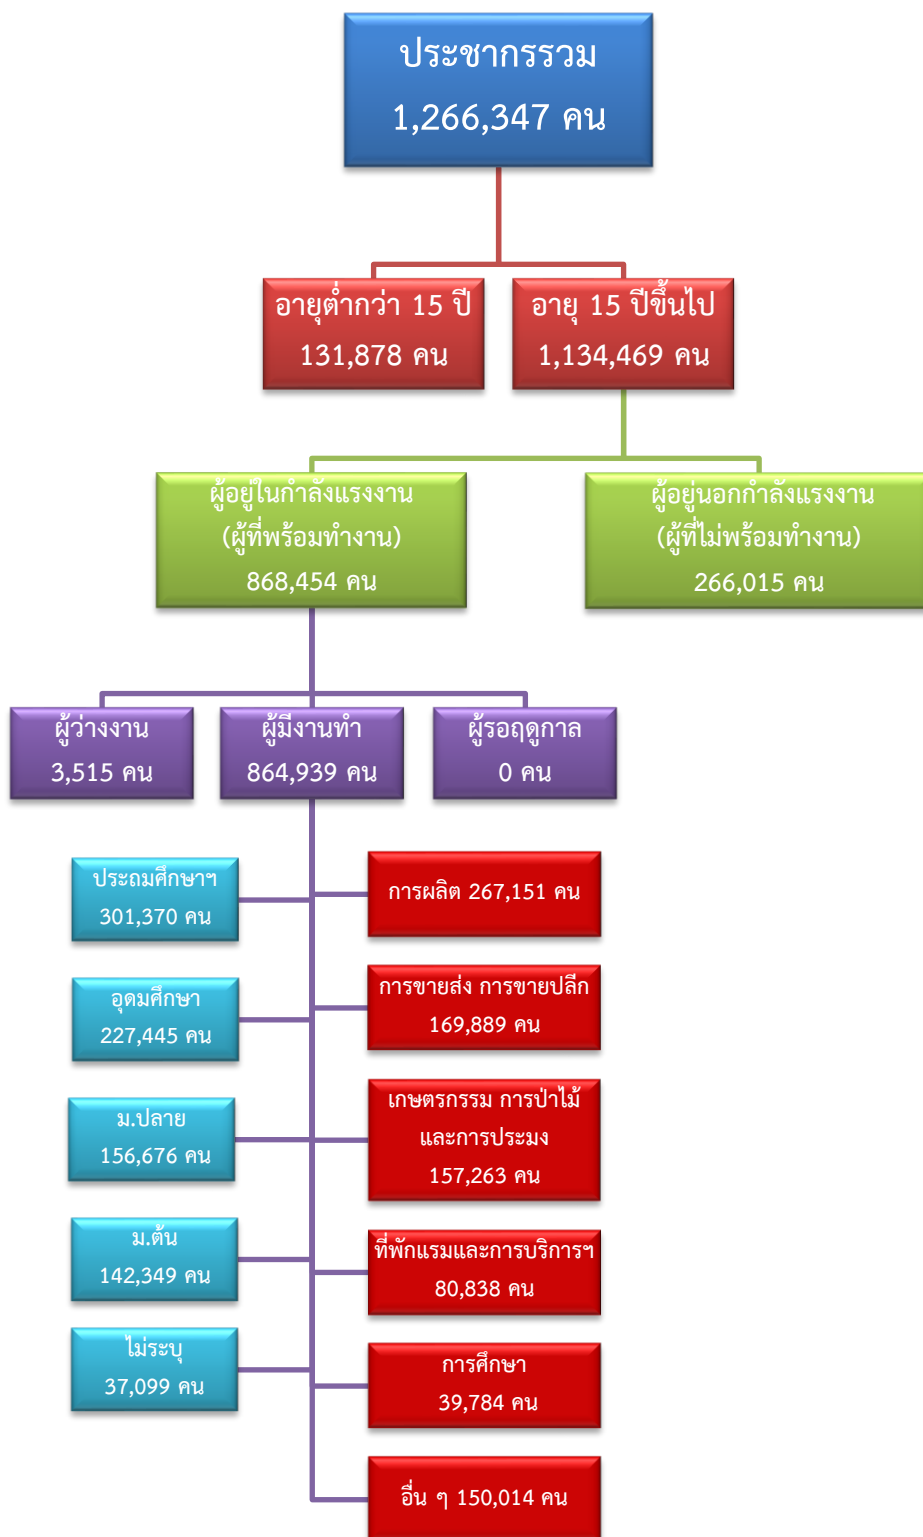 ประชากรรวม
1,266,347 คน
อายุต่ำกว่า 15 ปี
131,878 คน
อายุ 15 ปีขึ้นไป
1,134,469 คน
ผู้อยู่ในกำลังแรงงาน
(ผู้ที่พร้อมทำงาน)
868,454 คน
ผู้อยู่นอกกำลังแรงงาน
(ผู้ที่ไม่พร้อมทำงาน)
266,015 คน
ผู้ว่างงาน
3,515 คน
ผู้มีงานทำ
864,939 คน
ผู้รอฤดูกาล
0 คน
ประถมศึกษาฯ
301,370 คน
อุดมศึกษา
227,445 คน
ม.ปลาย
156,676 คน
ม.ต้น
142,349 คน
ไม่ระบุ
37,099 คน
การผลิต 267,151 คน
การขายส่ง การขายปลีก
169,889 คน
เกษตรกรรม การป่าไม้
และการประมง
157,263 คน
ที่พักแรมและการบริการฯ
80,838 คน
การศึกษา
39,784 คน
อื่น ๆ 150,014 คน